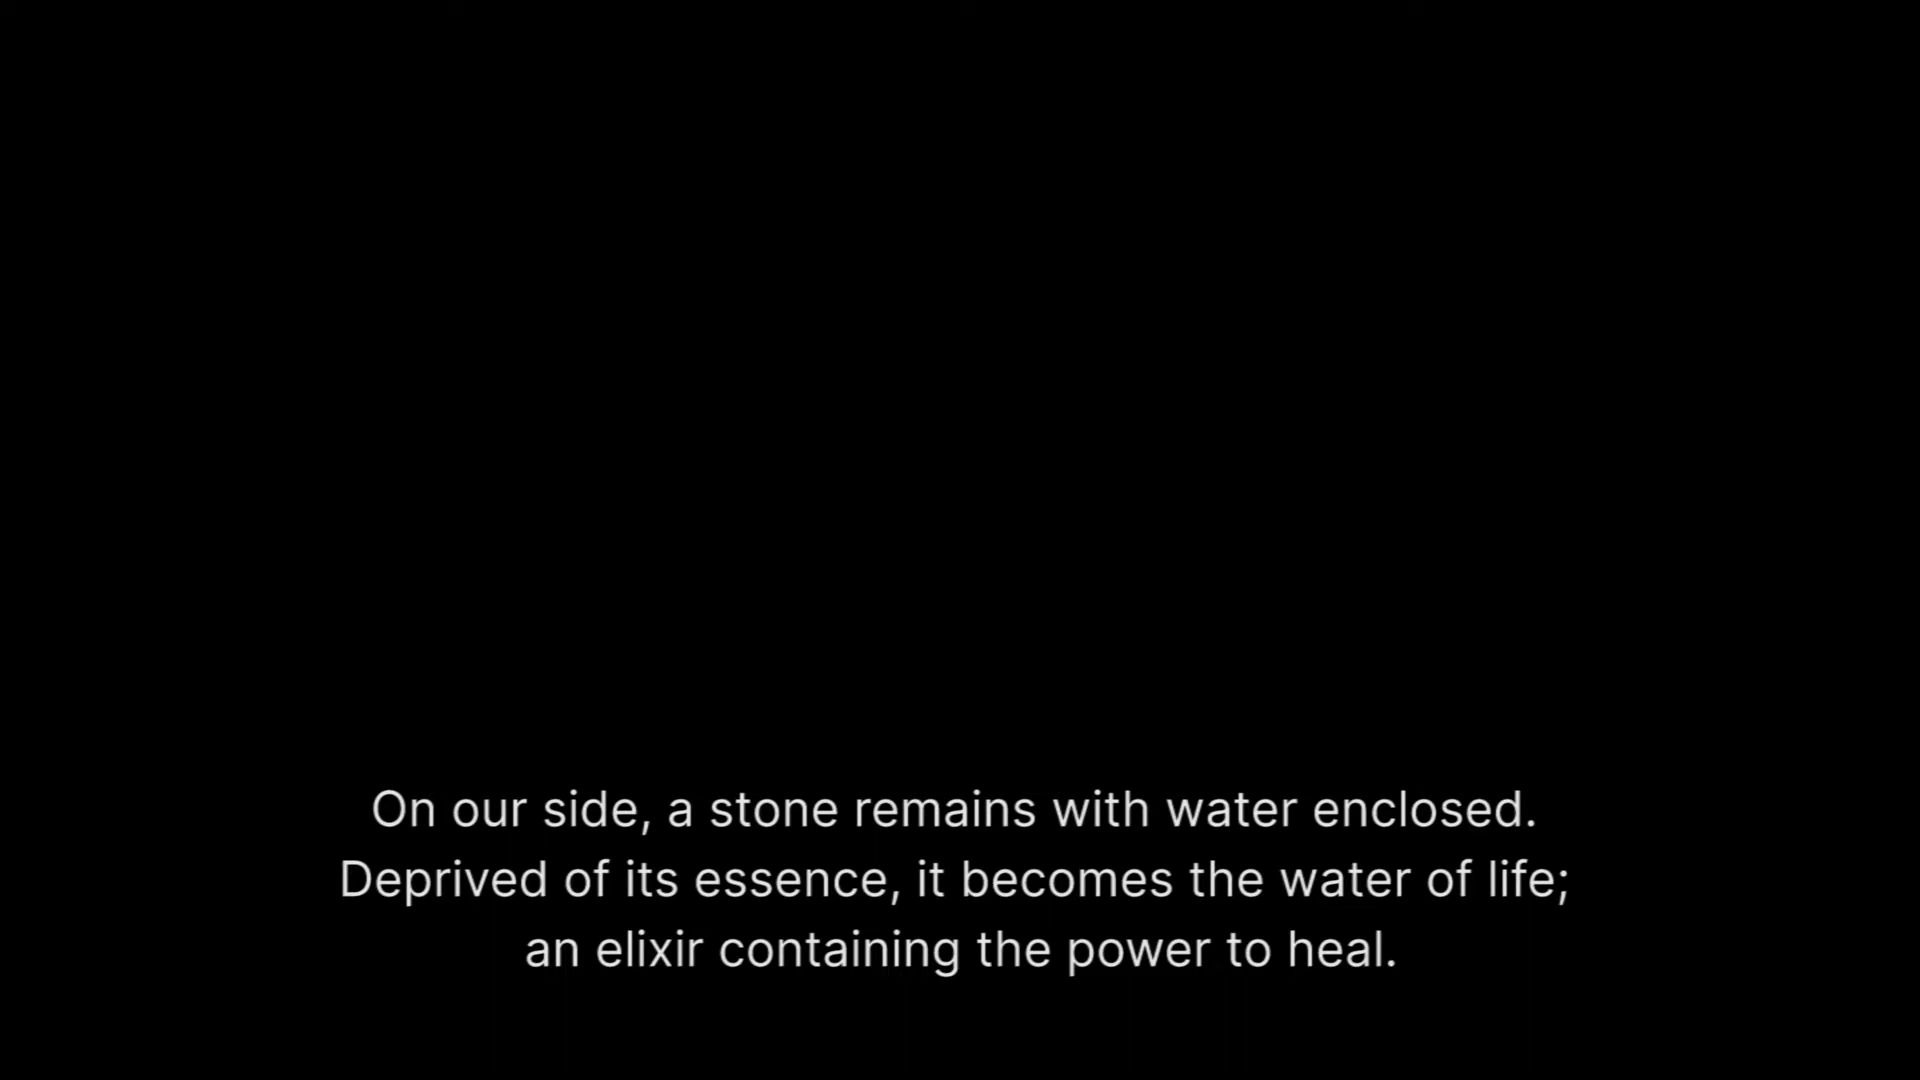 On our side, a stone remains with water enclosed.
Deprived of its essence, it becomes the water of life;
an elixir containing the power to heal.